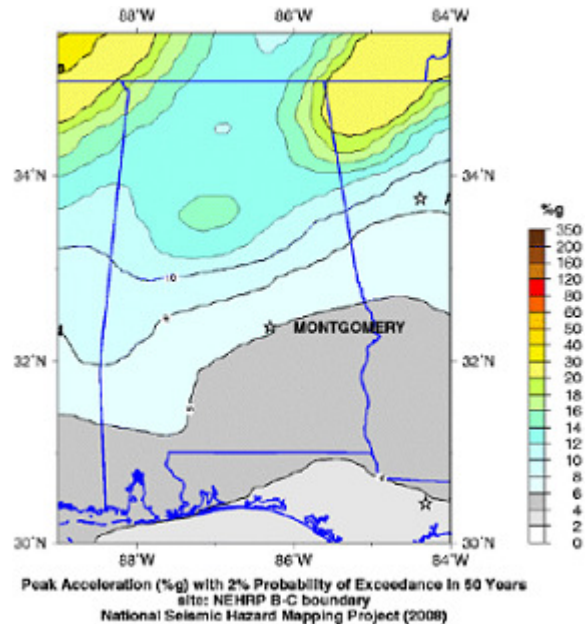 88°W 86°W 84°W
34°N 34°N
10
MONTGOMERY
32°N 32°N
30°N 30°N
88°W 86°W 84°W
%g
350
200
160
120
80
60
50
40
30
20
18
16
14
12
10
8
6
4
2
0
Peak Acceleration (%g) with 2% Probability of Exceedance in 50 Years
site: NEHRP B-C boundary
National Seismic Hazard Mapping Project (2008)